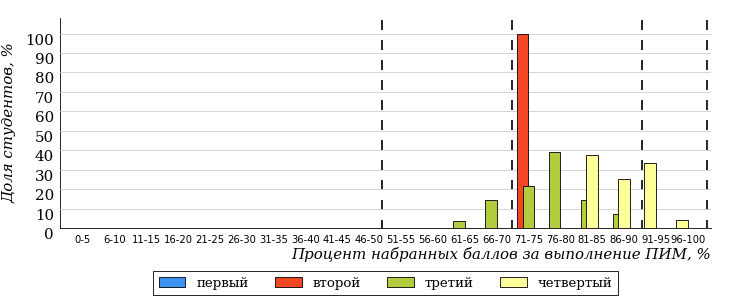 Доля студентов, %
100
90
80
70
60
50
40
30
20
10
0
0-5 6-10 11-15 16-20 21-25 26-30 31-35 36-40 41-45 46-50 51-55 56-60 61-65 66-70 71-75 76-80 81-85 86-90 91-95 96-100
Процент набранных баллов за выполнение ПИМ, %
первый второй третий четвертый